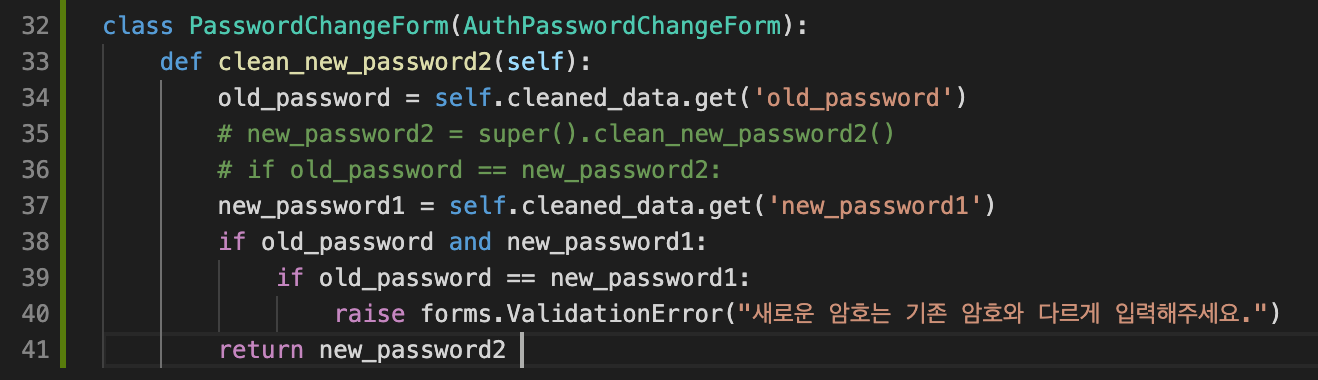 32 class PasswordChangeForm(AuthPasswordChangeForm):
33 def clean_new_password2(self):
34 old_password = self.cleaned_data.get('old_password')
35 # new_password2 = super().clean_new_password2()
36 # if old_password == new_password2:
37 new_password1 = self.cleaned_data.get('new_password1')
38 if old_password and new_password1:
39 if old_password == new_password1:
40 raise forms.ValidationError("새로운 암호는 기존 암호와 다르게 입력해주세요.")
41 return new_password2